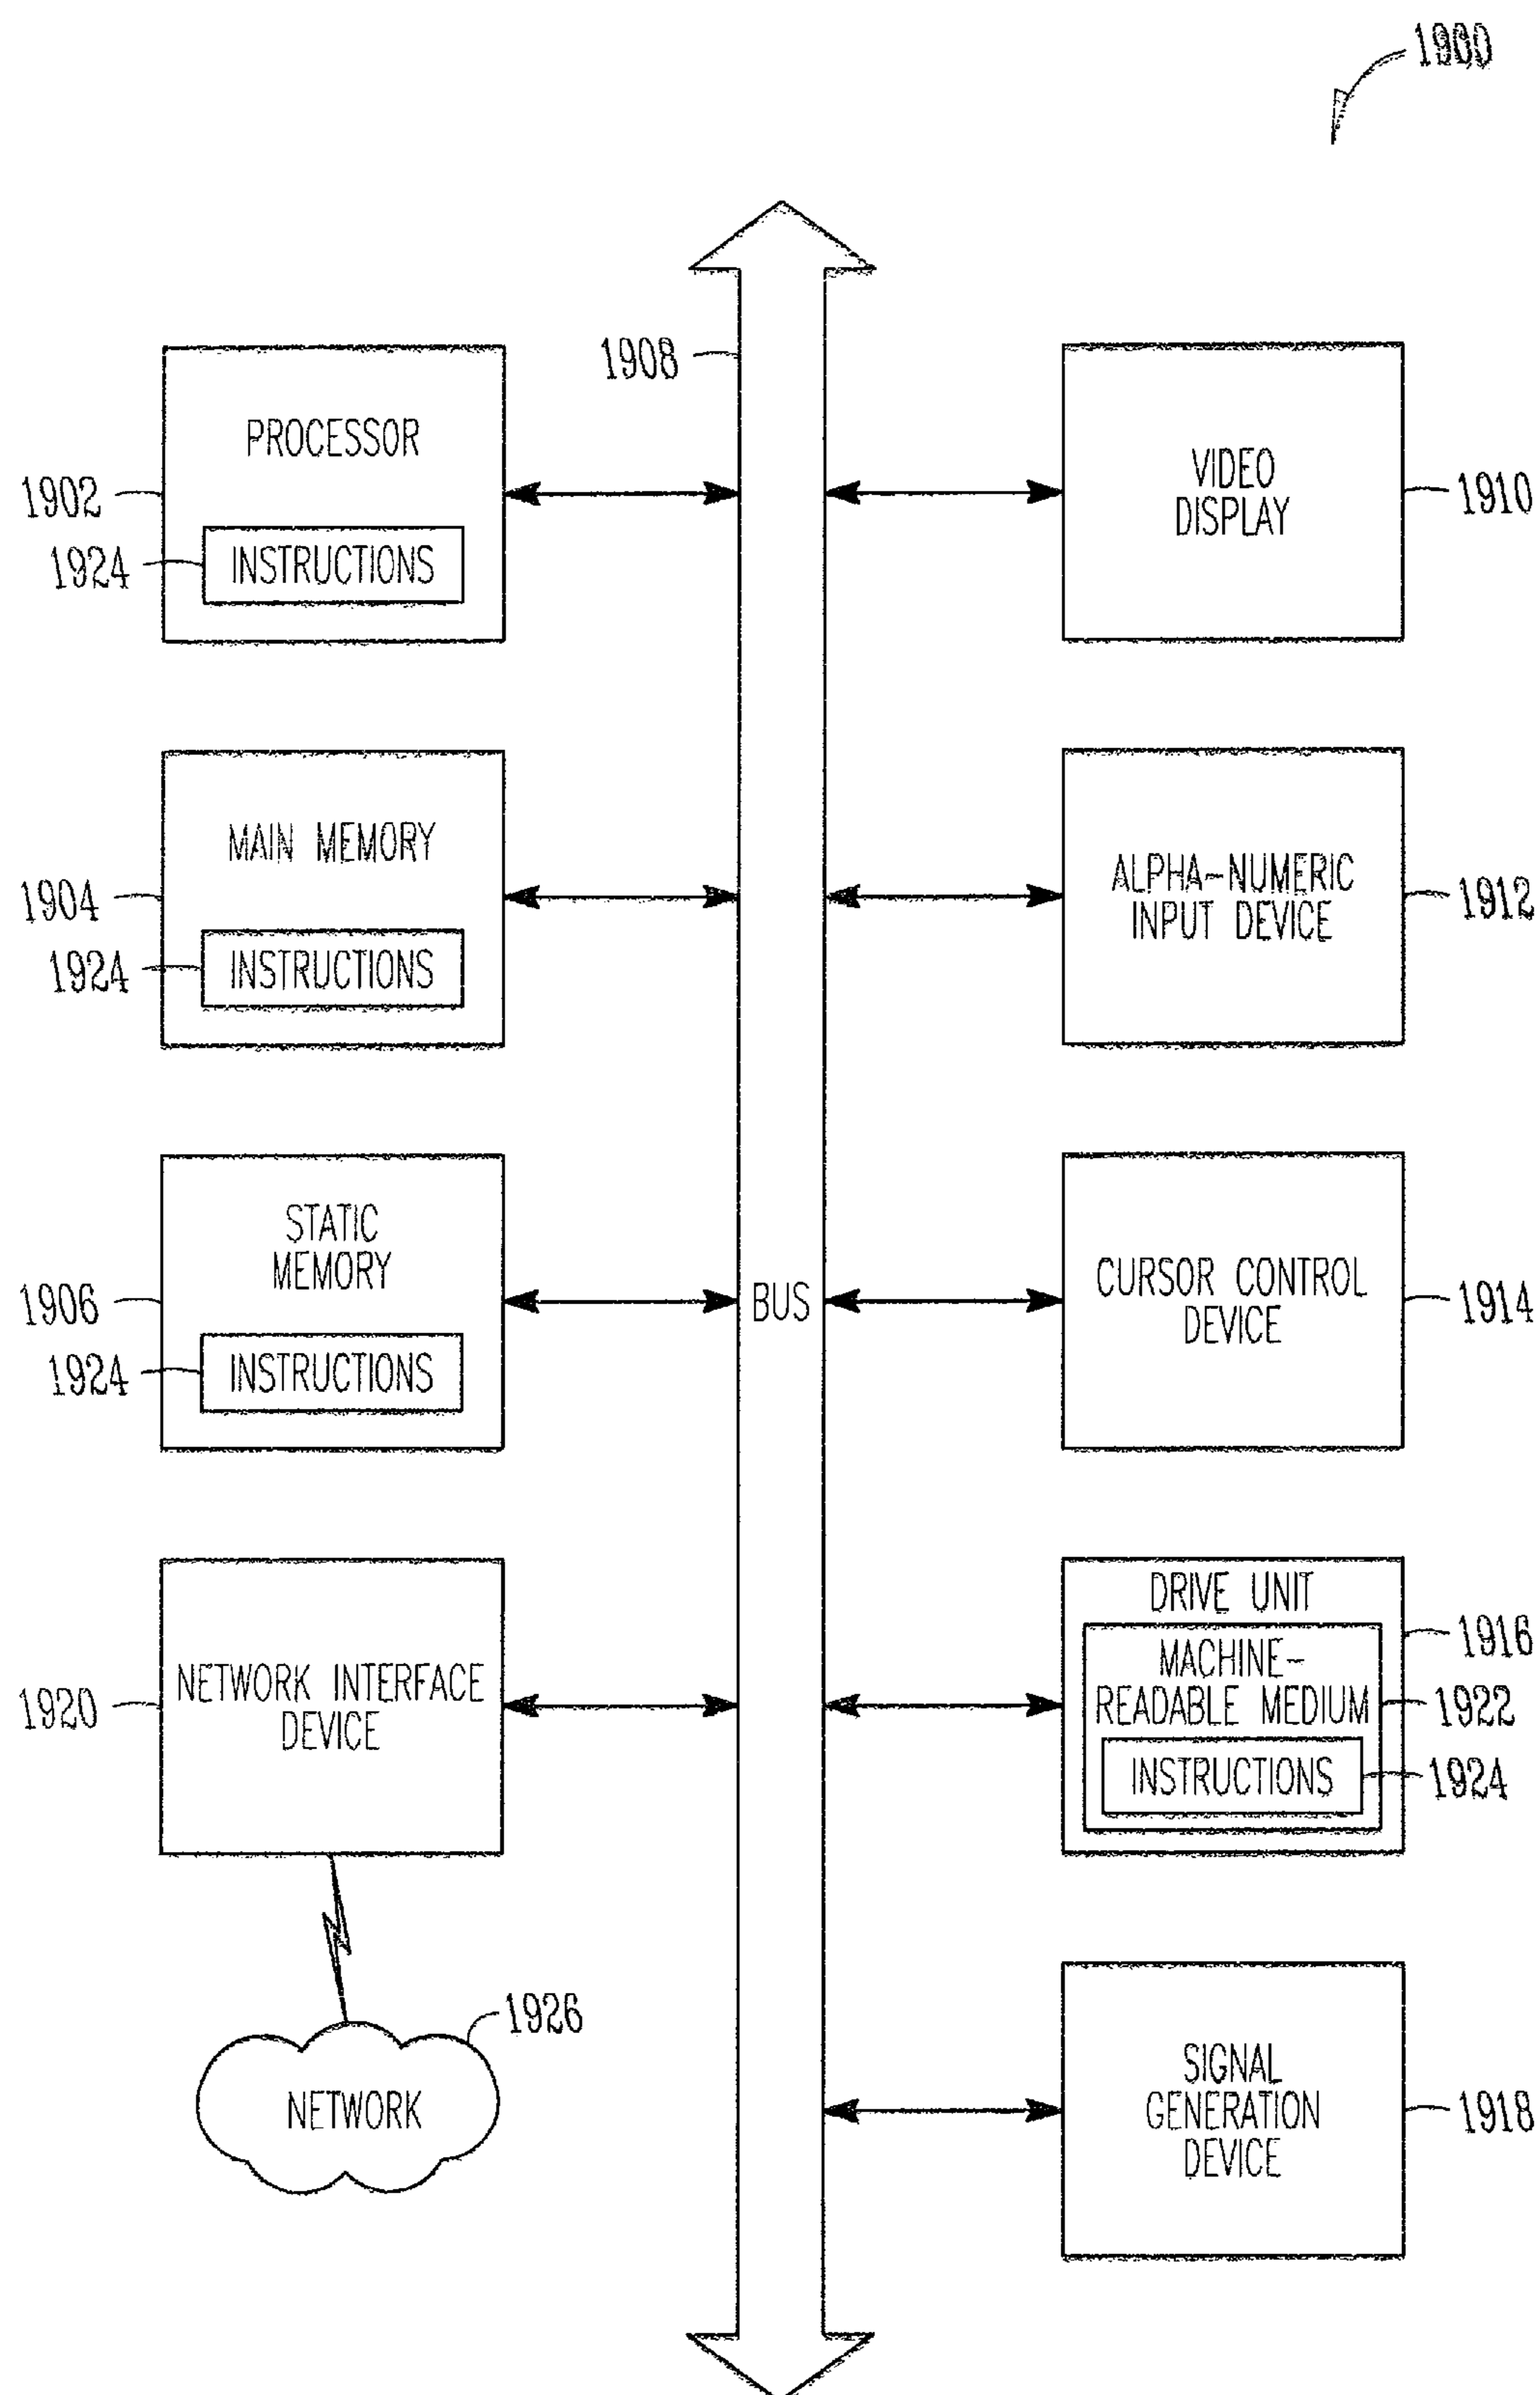 1900
1908
PROCESSOR
1902
1924
INSTRUCTIONS
VIDEO
DISPLAY
1910
MAIN MEMORY
1904
1924
INSTRUCTIONS
ALPHA-NUMERIC
INPUT DEVICE
1912
STATIC
MEMORY
1906
1924
INSTRUCTIONS
BUS
CURSOR CONTROL
DEVICE
1914
NETWORK INTERFACE
DEVICE
1920
DRIVE UNIT
1916
MACHINE-
READABLE MEDIUM
1922
INSTRUCTIONS
1924
1926
NETWORK
SIGNAL
GENERATION
DEVICE
1918